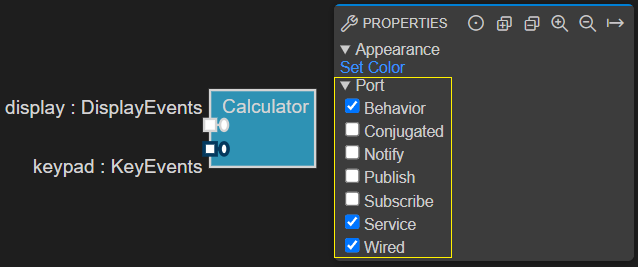 Calculator
display : DisplayEvents
keypad : KeyEvents
PROPERTIES
Appearance
Set Color
Port
Behavior
Conjugated
Notify
Publish
Subscribe
Service
Wired